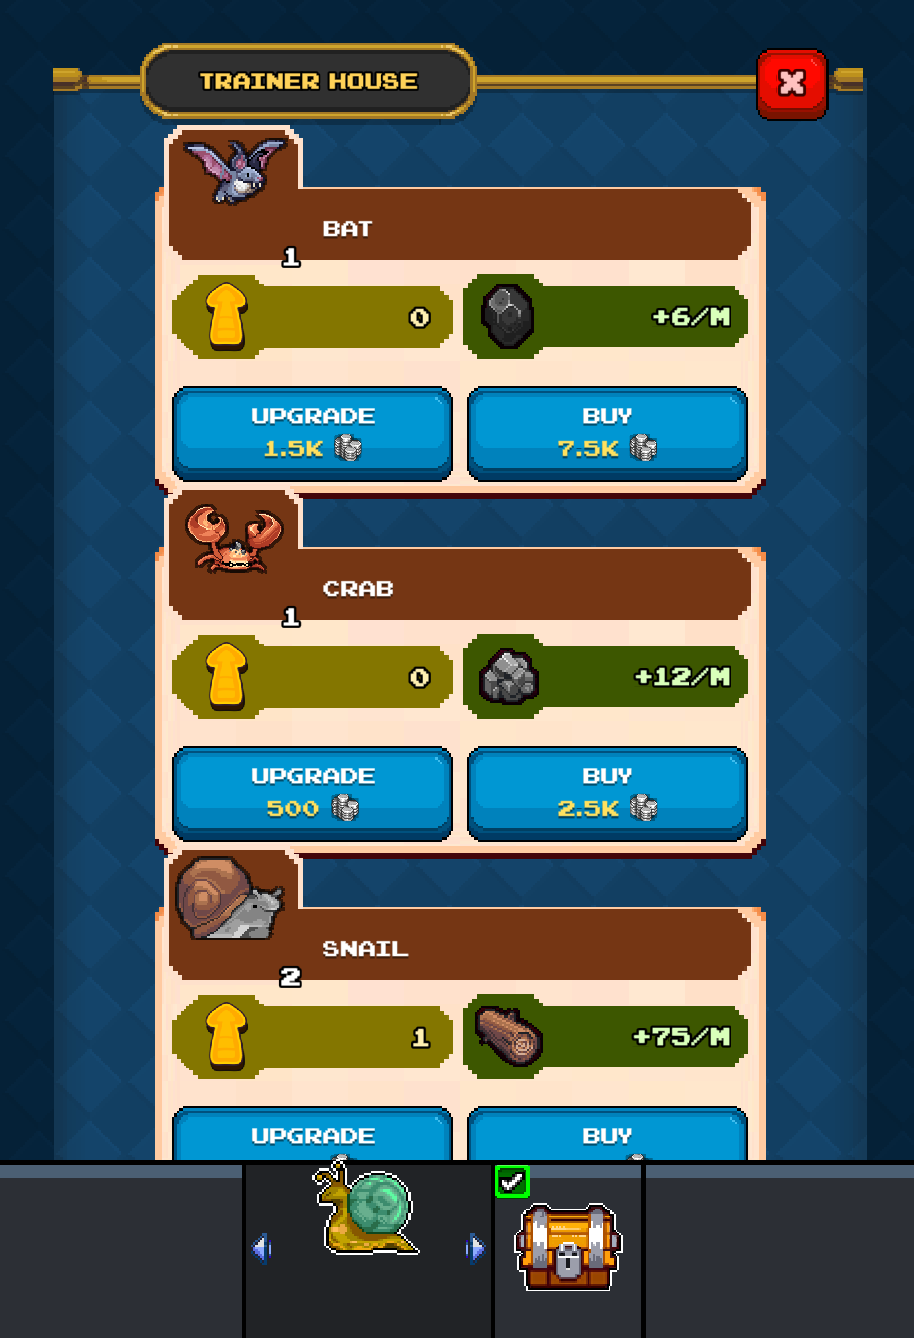 TRAINER HOUSE
BAT
1
0
+6/M
UPGRADE
1.5K
BUY
7.5K
CRAB
1
0
+12/M
UPGRADE
500
BUY
2.5K
SNAIL
2
1
+75/M
UPGRADE
BUY